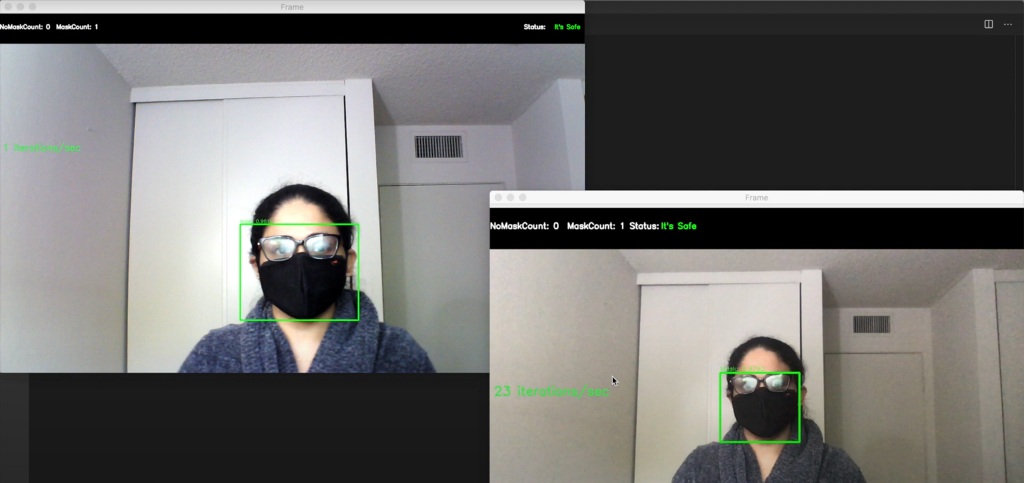 Frame
NoMaskCount: 0 MaskCount: 1 Status: It's Safe
1 iterations/sec
Frame
NoMaskCount: 0 MaskCount: 1 Status: It's Safe
23 iterations/sec